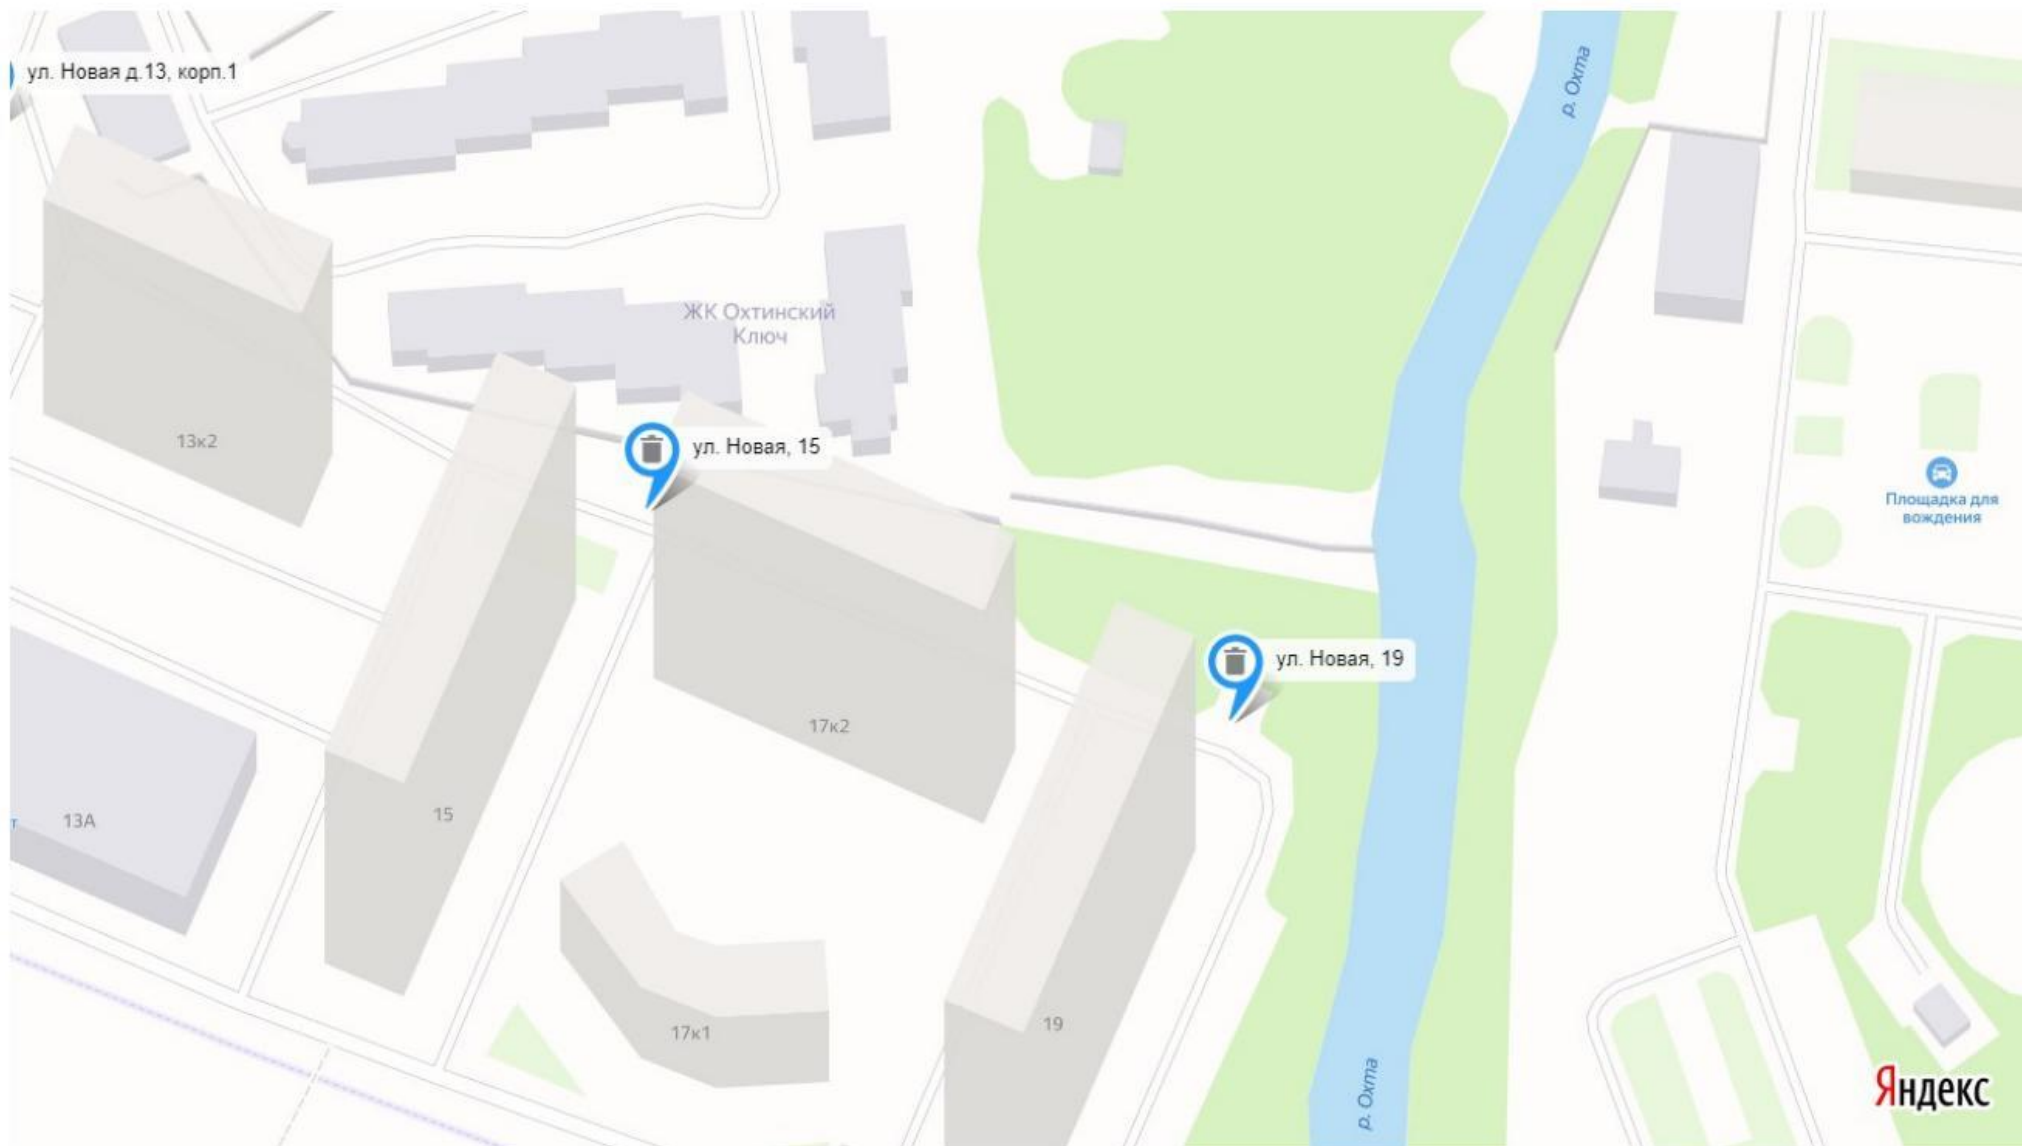 р. Охта
ул. Новая д.13, корп.1
ЖК Охтинский
Ключ
13к2
ул. Новая, 15
Площадка для
вождения
ул. Новая, 19
17к2
15
13А
т
17к1
19
р. Охта
Яндекс